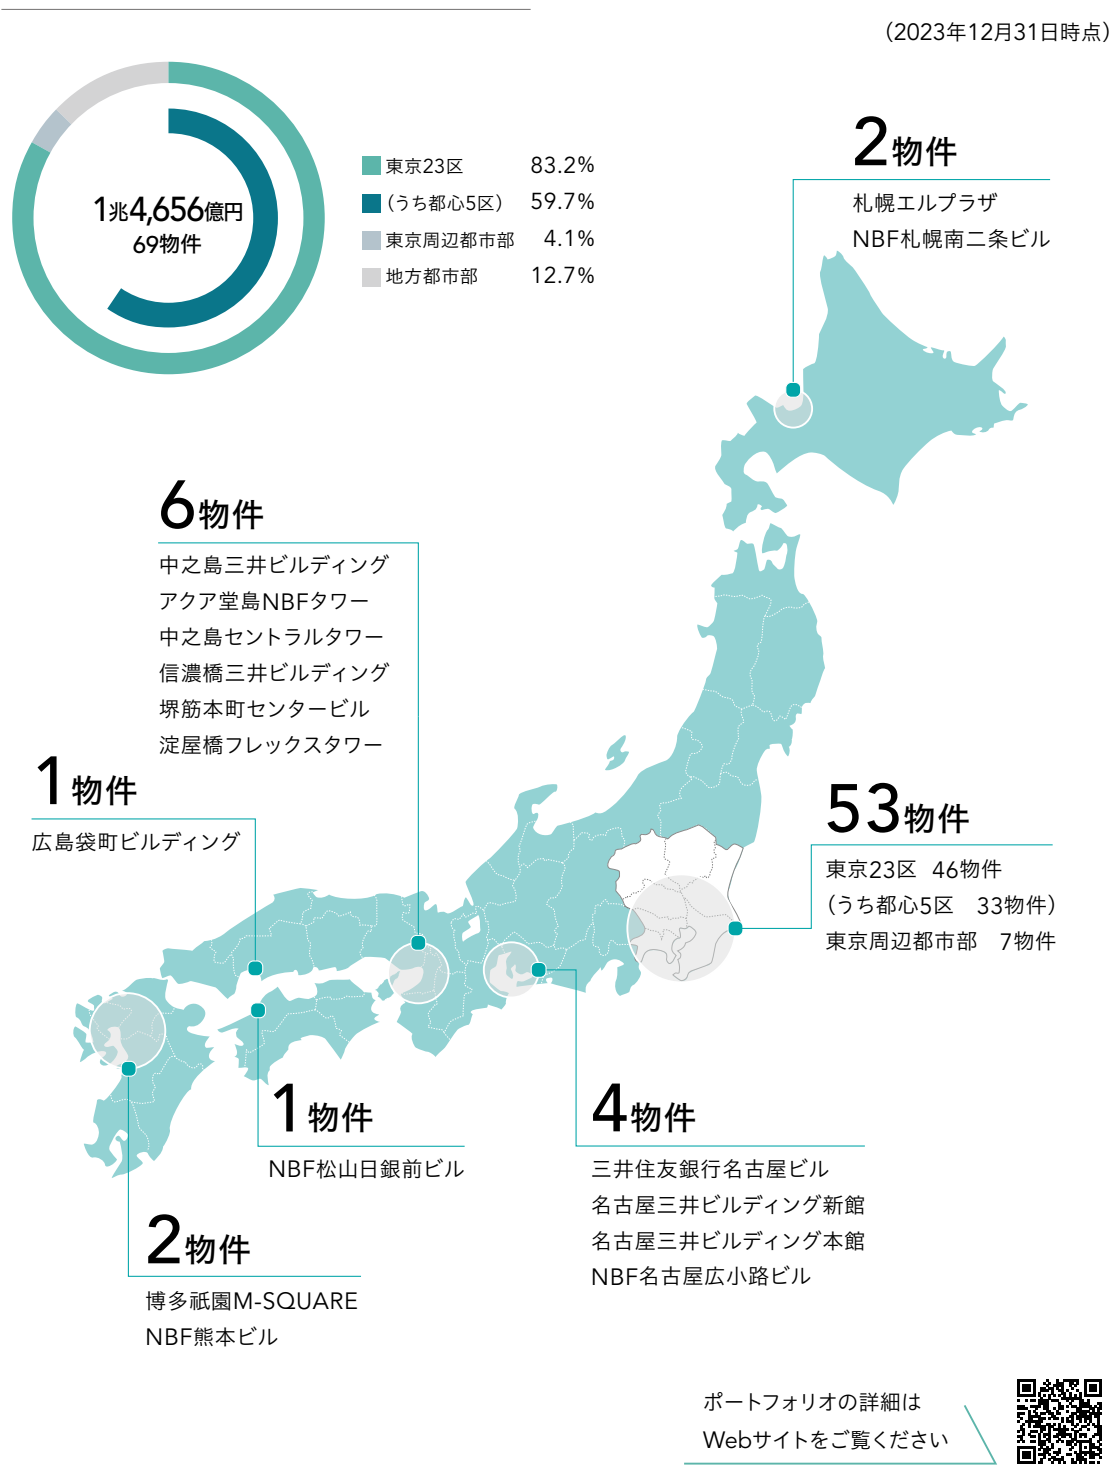 （2023年12月31日時点）
1兆4,656億円
69物件
東京23区 83.2%
（うち都心5区） 59.7%
東京周辺都市部 4.1%
地方都市部 12.7%
2物件
札幌エルプラザ
NBF札幌南二条ビル
6物件
中之島三井ビルディング
アクア堂島NBFタワー
中之島セントラルタワー
信濃橋三井ビルディング
堺筋本町センタービル
淀屋橋フレックスタワー
1物件
広島袋町ビルディング
53物件
東京23区 46物件
（うち都心5区 33物件）
東京周辺都市部 7物件
1物件
NBF松山日銀前ビル
4物件
三井住友銀行名古屋ビル
名古屋三井ビルディング新館
名古屋三井ビルディング本館
NBF名古屋広小路ビル
2物件
博多祇園M-SQUARE
NBF熊本ビル
ポートフォリオの詳細は
Webサイトをご覧ください